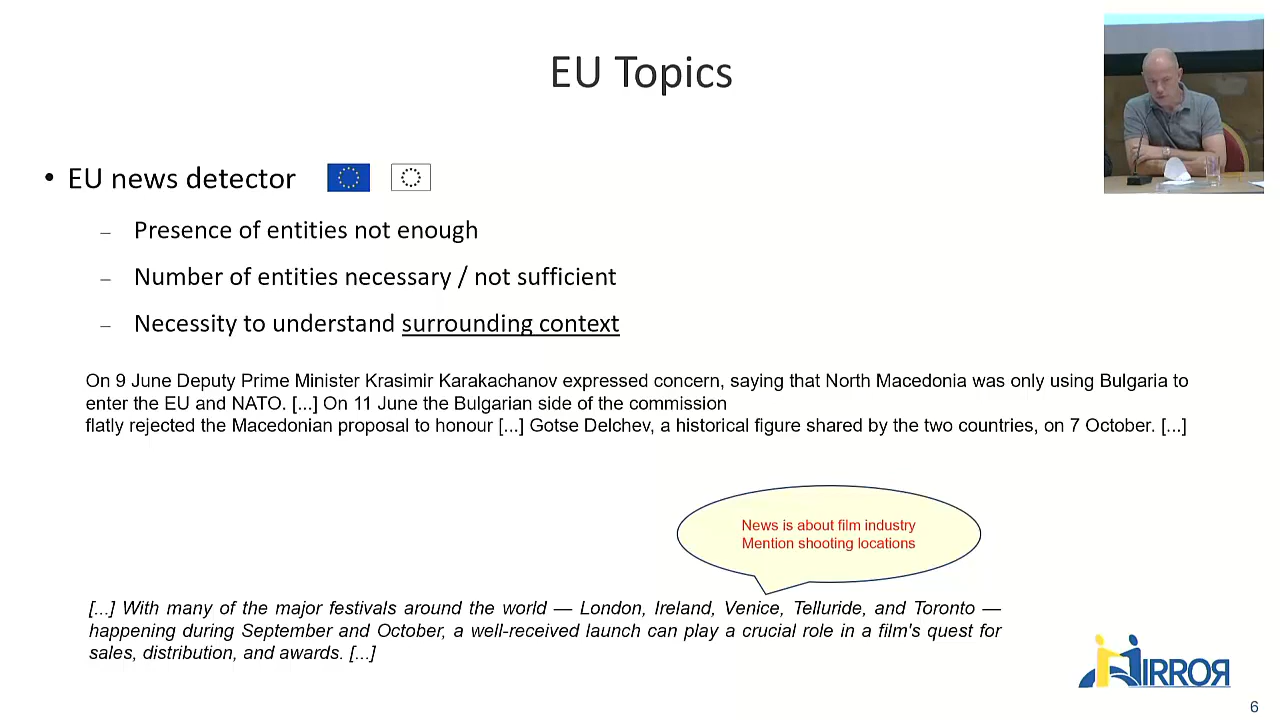 EU Topics
• EU news detector
– Presence of entities not enough
– Number of entities necessary / not sufficient
– Necessity to understand surrounding context
On 9 June Deputy Prime Minister Krasimir Karakachanov expressed concern, saying that North Macedonia was only using Bulgaria to
enter the EU and NATO. [...] On 11 June the Bulgarian side of the commission
flatly rejected the Macedonian proposal to honour [...] Gotse Delchev, a historical figure shared by the two countries, on 7 October. [...]
News is about film industry
Mention shooting locations
[...] With many of the major festivals around the world — London, Ireland, Venice, Telluride, and Toronto —
happening during September and October, a well-received launch can play a crucial role in a film's quest for
sales, distribution, and awards. [...]
MIRROR
6